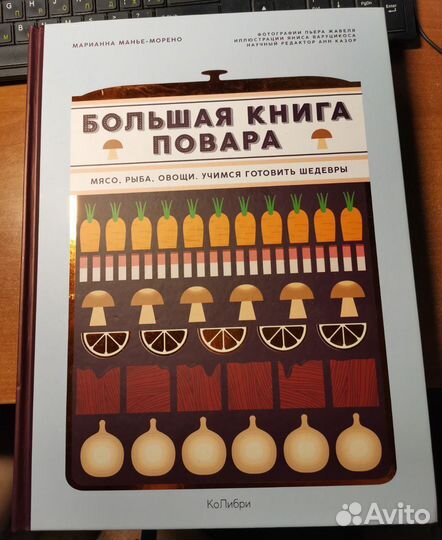 МАРИАННА МАНЬЕ-МОРЕНО
ФОТОГРАФИИ ПЬЕРА ЖАВЕЛЯ
ИЛЛЮСТРАЦИИ ЯНИСА ВАРУЦИКОСА
НАУЧНЫЙ РЕДАКТОР АНН КАЗОР
БОЛЬШАЯ КНИГА
ПОВАРА
МЯСО, РЫБА, ОВОЩИ. УЧИМСЯ ГОТОВИТЬ ШЕДЕВРЫ
КоЛибри
Avito